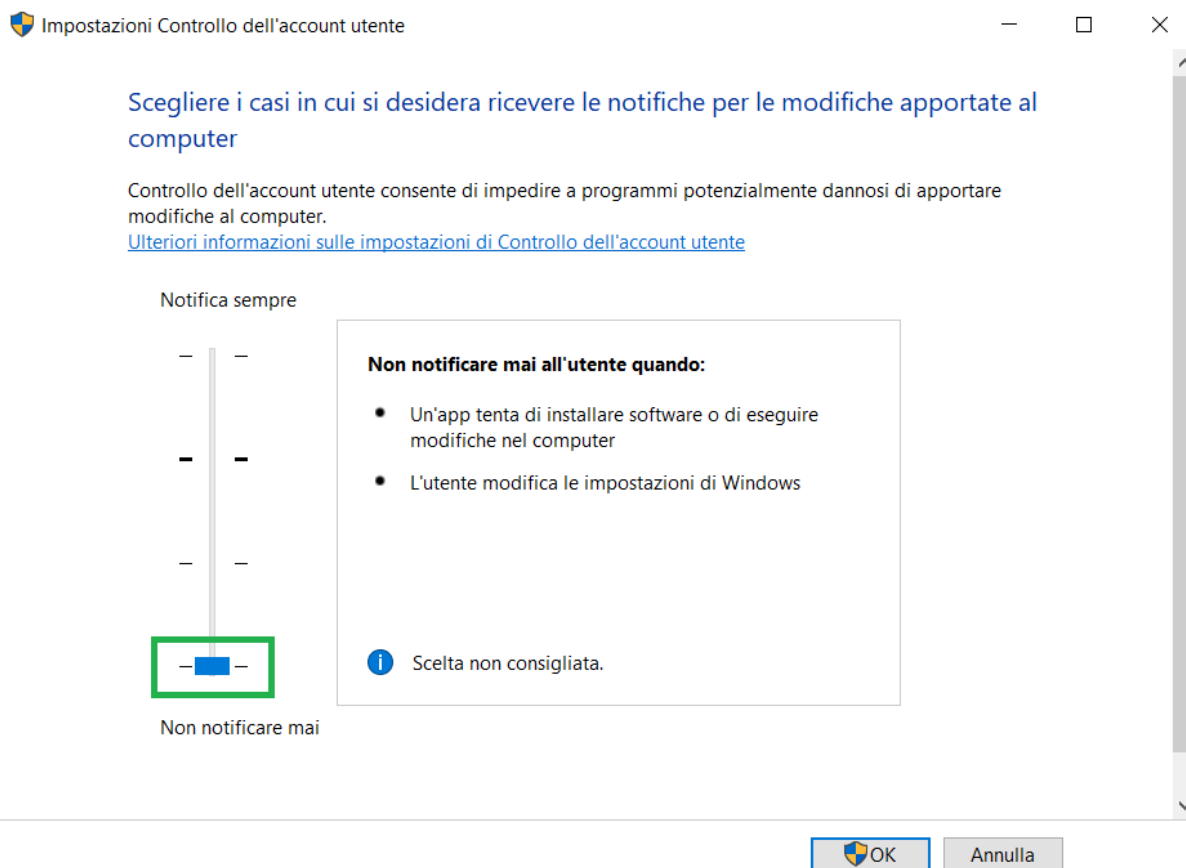 Impostazioni Controllo dell'account utente
Scegliere i casi in cui si desidera ricevere le notifiche per le modifiche apportate al
computer
Controllo dell'account utente consente di impedire a programmi potenzialmente dannosi di apportare
modifiche al computer.
Ulteriori informazioni sulle impostazioni di Controllo dell'account utente
Notifica sempre
Non notificare mai all'utente quando:
Un'app tenta di installare software o di eseguire
modifiche nel computer
L'utente modifica le impostazioni di Windows
Scelta non consigliata.
Non notificare mai
OK
Annulla